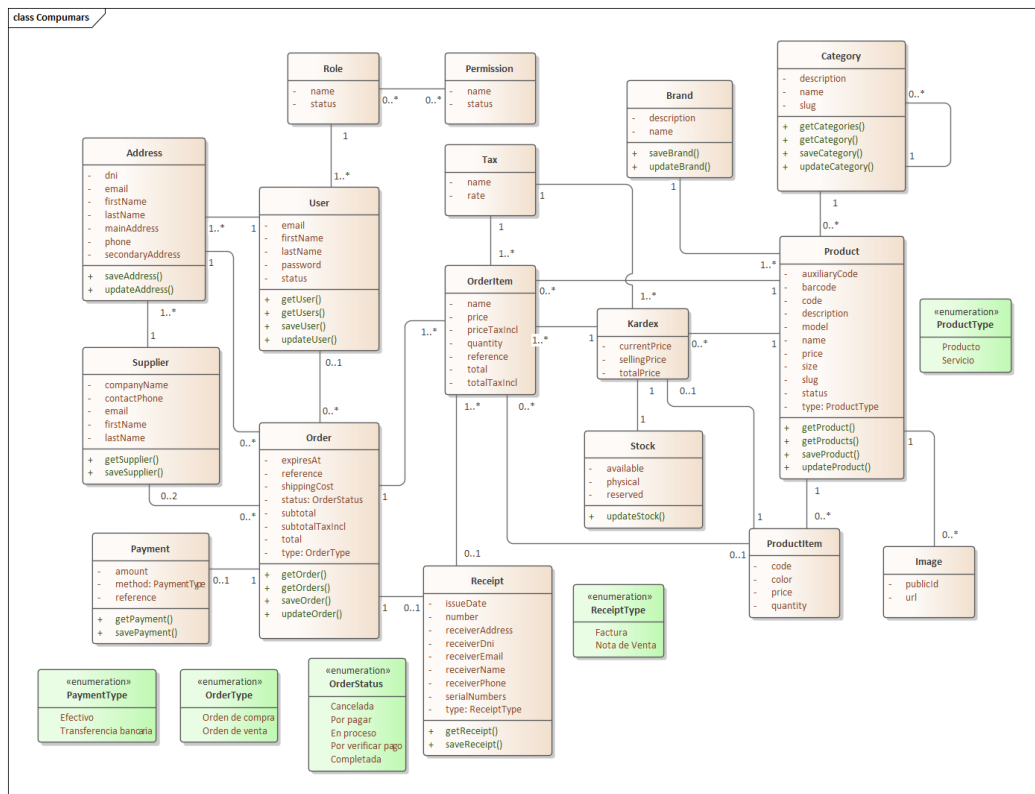 class Compumars
Role
- name
- status
Permission
- name
- status
0..*
0..*
1
1..*
Brand
- description
- name
+ saveBrand()
+ updateBrand()
1
1..*
Category
- description
- name
- slug
+ getCategories()
+ getCategory()
+ saveCategory()
+ updateCategory()
0..*
1
1
0..*
Address
- dni
- email
- firstName
- lastName
- mainAddress
- phone
- secondaryAddress
+ saveAddress()
+ updateAddress()
1..*
1
1
0..*
1..*
1
Tax
- name
- rate
1
1..*
1
1..*
User
- email
- firstName
- lastName
- password
- status
+ getUser()
+ getUsers()
+ saveUser()
+ updateUser()
0..1
0..*
OrderItem
- name
- price
- priceTaxIncl
- quantity
- reference
- total
- totalTaxIncl
0..*
1
1..*
1
1..*
1
1..*
0..1
0..*
0..1
Kardex
- currentPrice
- sellingPrice
- totalPrice
0..*
1
1
1
0..1
1
Product
- auxiliaryCode
- barcode
- code
- description
- model
- name
- price
- size
- slug
- status
- type: ProductType
+ getProduct()
+ getProducts()
+ saveProduct()
+ updateProduct()
1
0..*
1
0..*
«enumeration»
ProductType
Producto
Servicio
Supplier
- companyName
- contactPhone
- email
- firstName
- lastName
+ getSupplier()
+ saveSupplier()
0..2
0..*
Order
- expiresAt
- reference
- shippingCost
- status: OrderStatus
- subtotal
- subtotalTaxIncl
- total
- type: OrderType
+ getOrder()
+ getOrders()
+ saveOrder()
+ updateOrder()
1
0..1
Stock
- available
- physical
- reserved
+ updateStock()
Payment
- amount
- method: PaymentType
- reference
+ getPayment()
+ savePayment()
0..1
1
Receipt
- issueDate
- number
- receiverAddress
- receiverDni
- receiverEmail
- receiverName
- receiverPhone
- serialNumbers
- type: ReceiptType
+ getReceipt()
+ saveReceipt()
ProductItem
- code
- color
- price
- quantity
Image
- publicId
- url
«enumeration»
ReceiptType
Factura
Nota de Venta
«enumeration»
PaymentType
Efectivo
Transferencia bancaria
«enumeration»
OrderType
Orden de compra
Orden de venta
«enumeration»
OrderStatus
Cancelada
Por pagar
En proceso
Por verificar pago
Completada